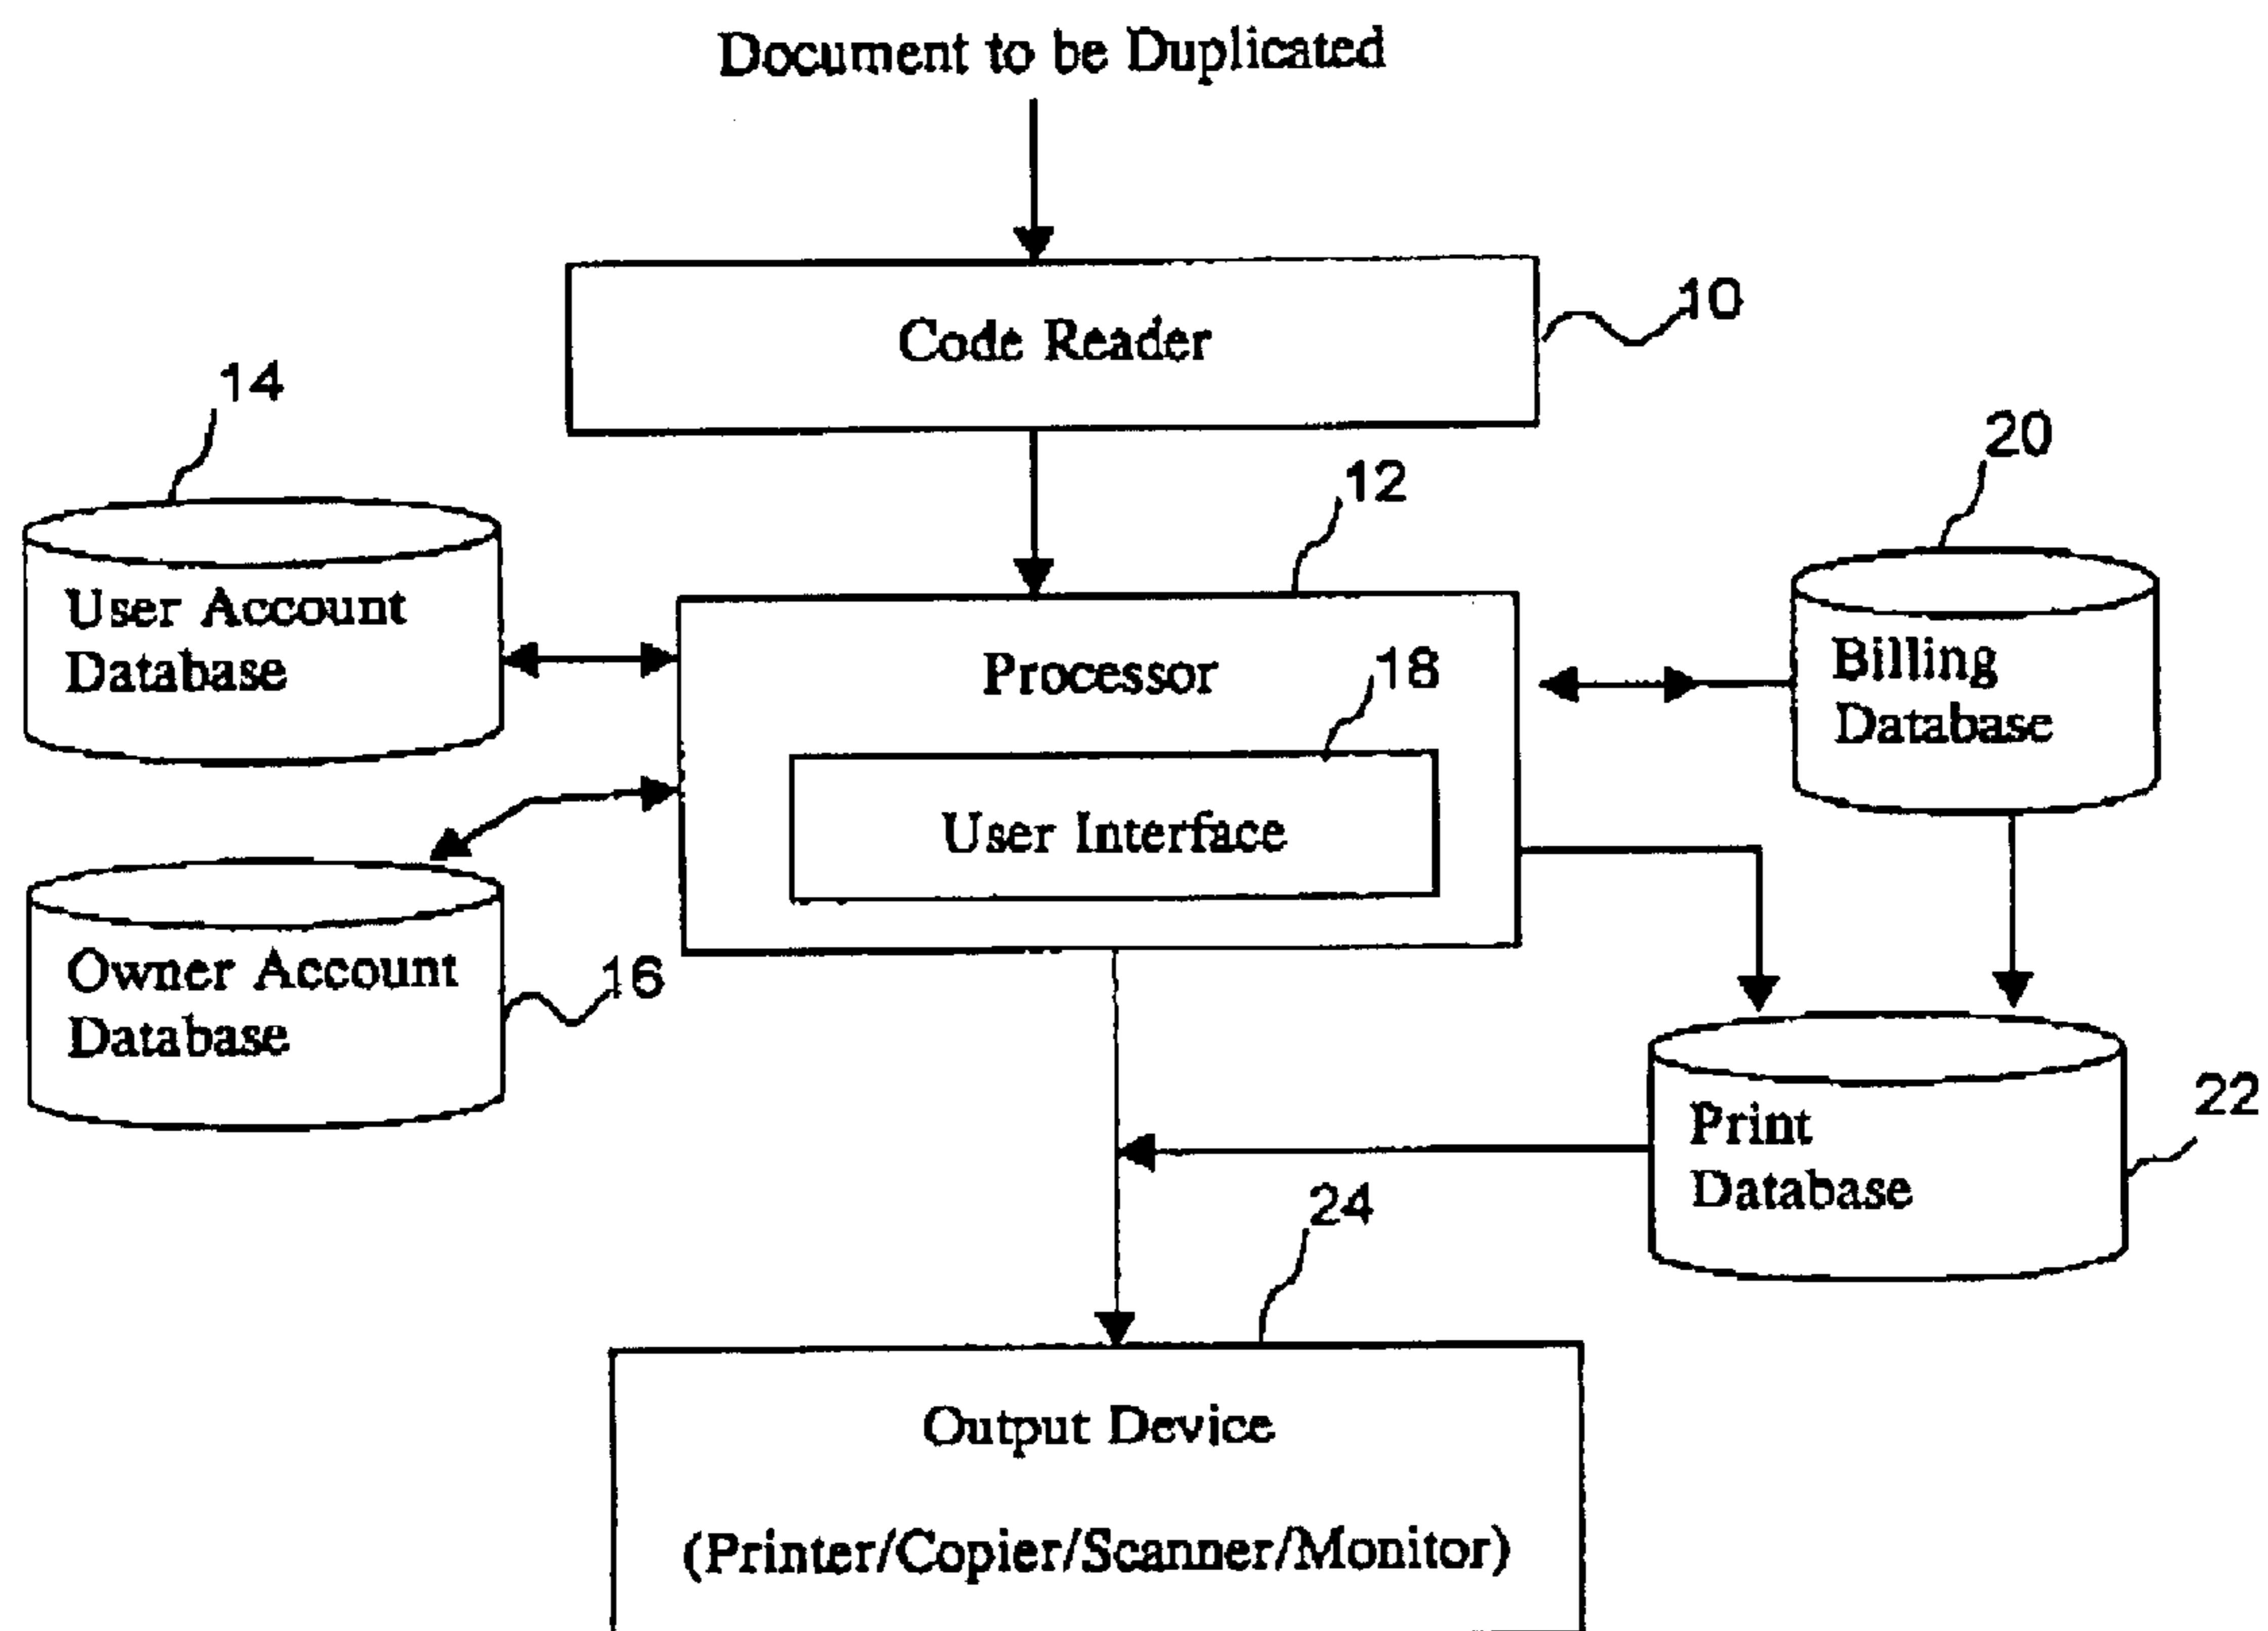 Document to be Duplicated
Code Reader
10
14
12
20
User Account
Database
Processor
18
Billing
Database
User Interface
Owner Account
Database
16
Print
Database
22
24
Output Device
(Printer/Copier/Scanner/Monitor)